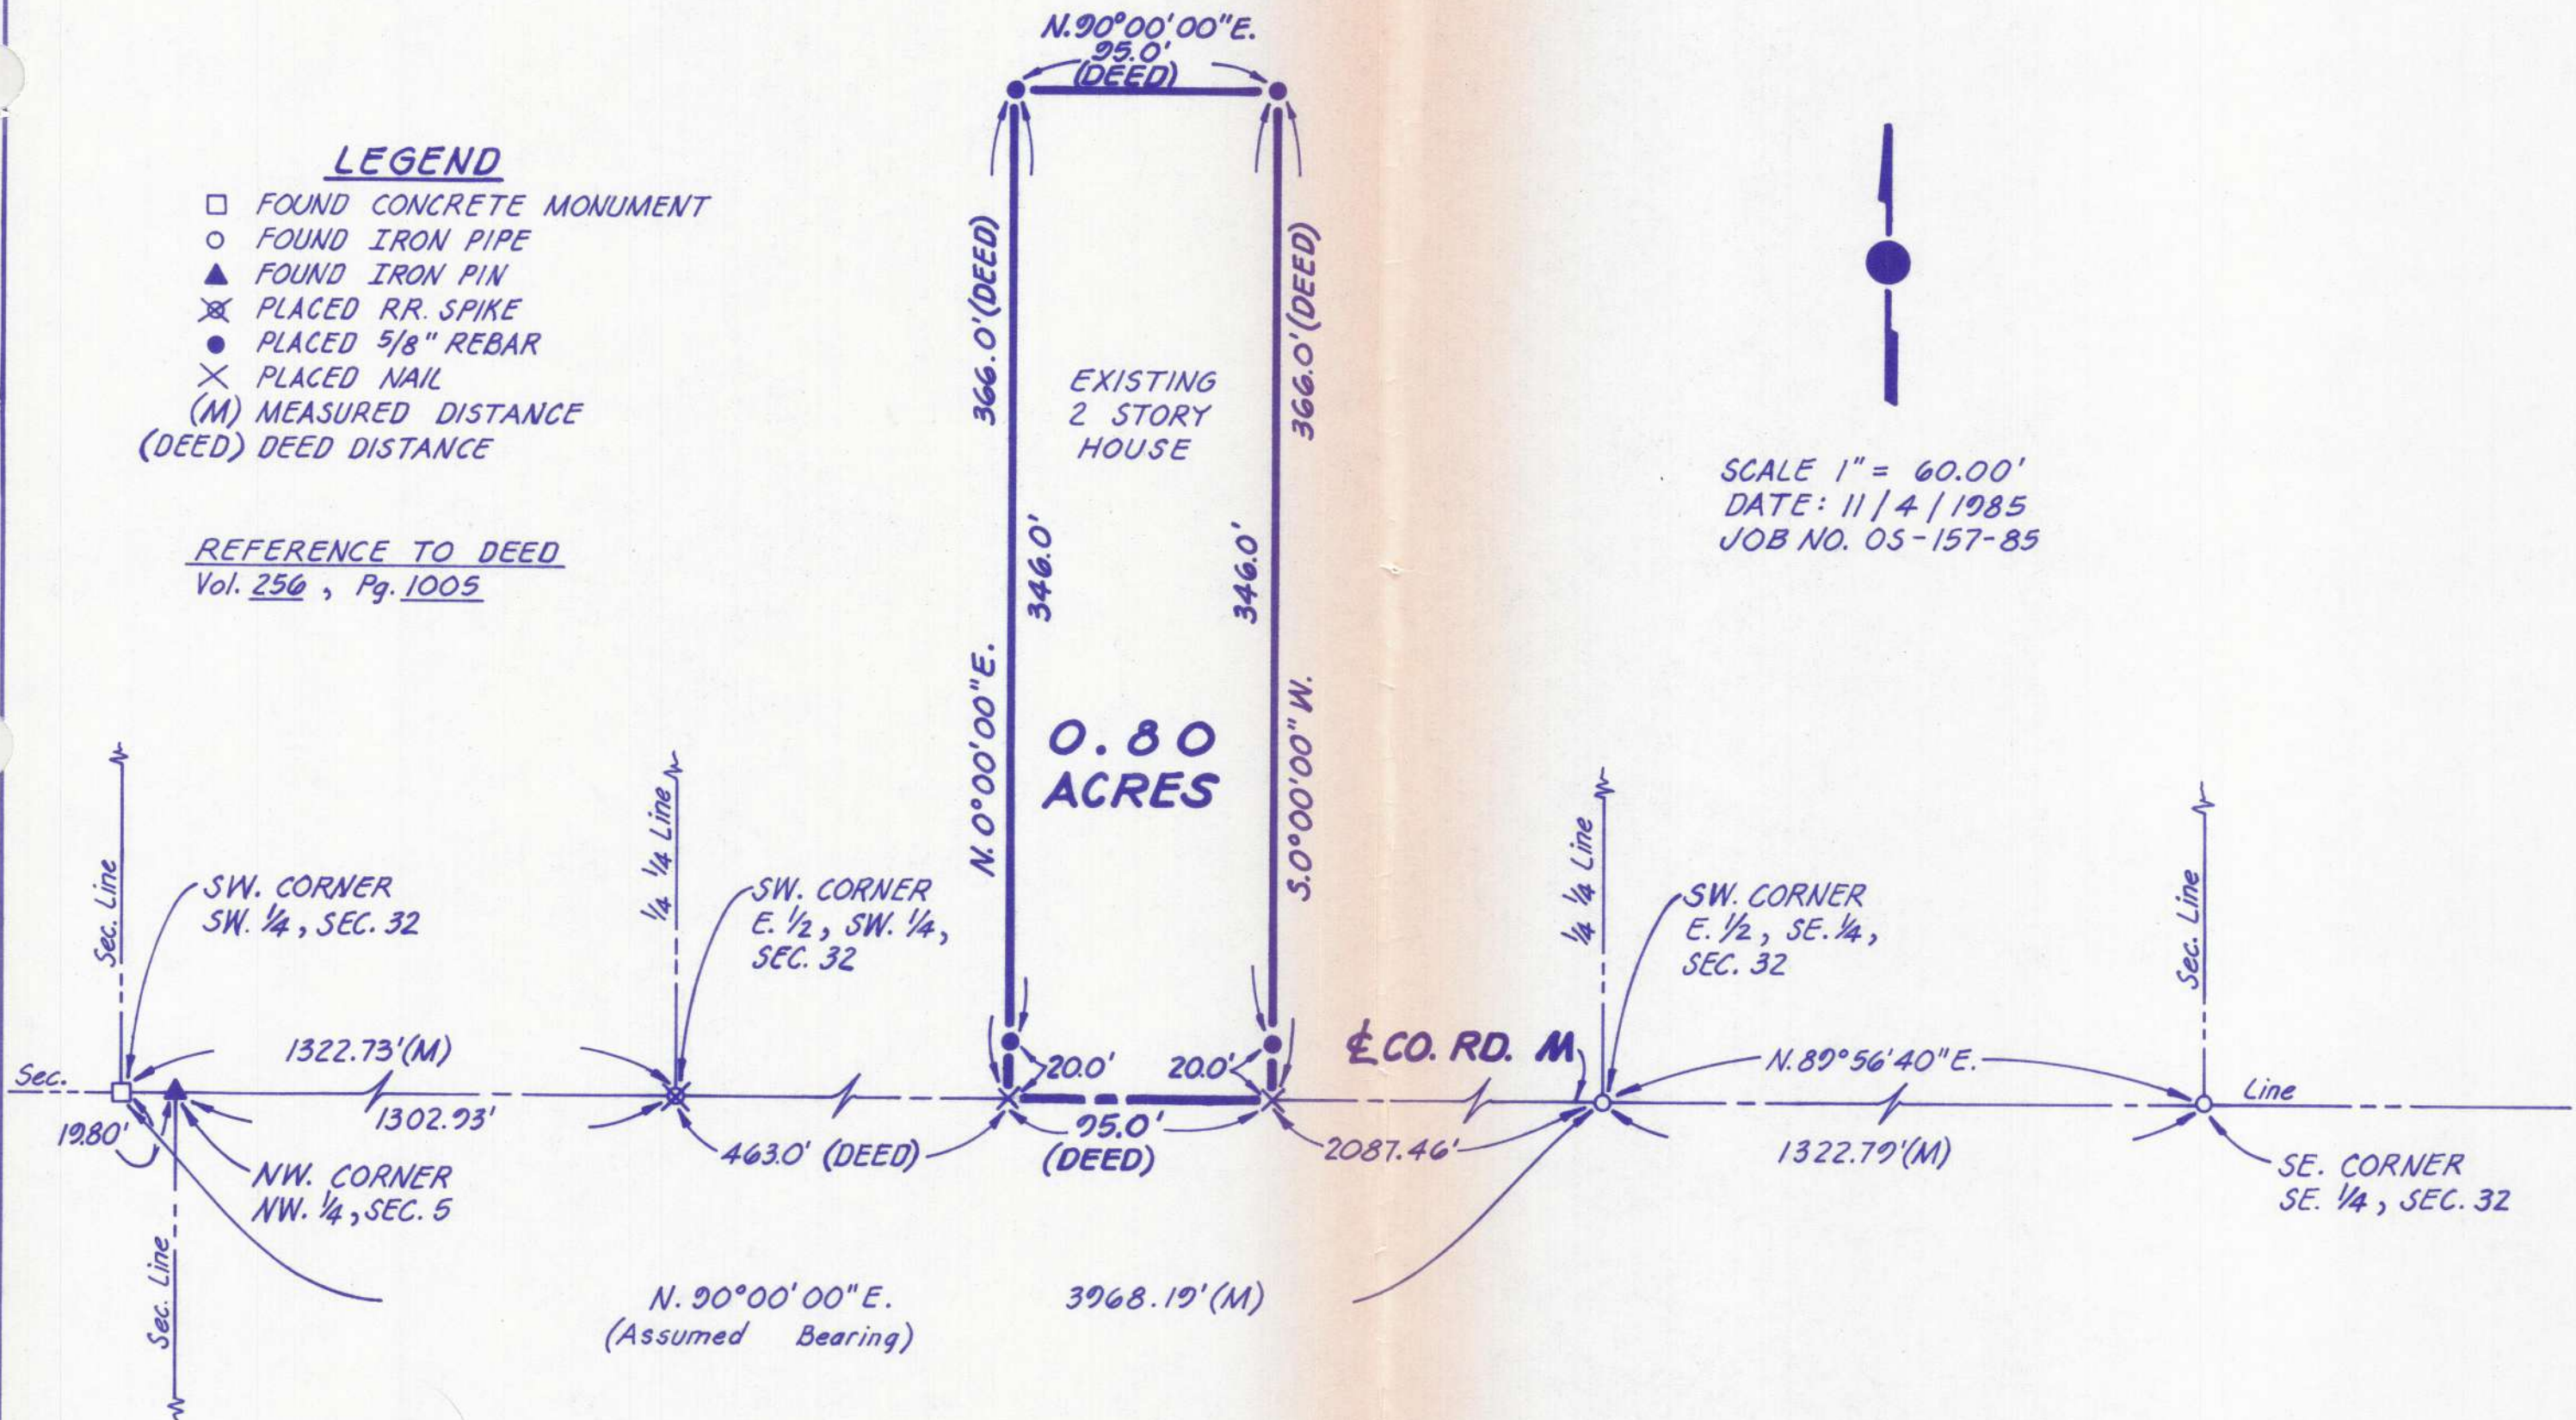 N.90°00'00"E.
95.0'
(DEED)
LEGEND
□ FOUND CONCRETE MONUMENT
○ FOUND IRON PIPE
▲ FOUND IRON PIN
PLACED RR. SPIKE
● PLACED 5/8" REBAR
× PLACED NAIL
(M) MEASURED DISTANCE
(DEED) DEED DISTANCE
REFERENCE TO DEED
Vol. 256 , Pg. 1005
366.0' (DEED)
346.0'
N. 0°00'00"E.
EXISTING
2 STORY
HOUSE
0.80
ACRES
366.0' (DEED)
346.0'
S.0°00'00"W.
SCALE 1" = 60.00'
DATE: 11/4/1985
JOB NO. OS-157-85
Sec. Line
SW. CORNER
SW. 1/4, SEC. 32
1/4 1/4 Line
SW. CORNER
E. 1/2, SW. 1/4,
SEC. 32
1/4 1/4 Line
SW. CORNER
E. 1/2, SE. 1/4,
SEC. 32
Sec. Line
Sec.
1322.73'(M)
20.0'
20.0'
℄ CO. RD. M
N.89°56'40"E.
Line
19.80'
1302.93'
463.0' (DEED)
95.0'
(DEED)
2087.46'
1322.79'(M)
NW. CORNER
NW. 1/4, SEC. 5
SE. CORNER
SE. 1/4, SEC. 32
Sec. Line
N. 90°00'00"E.
(Assumed Bearing)
3968.19'(M)